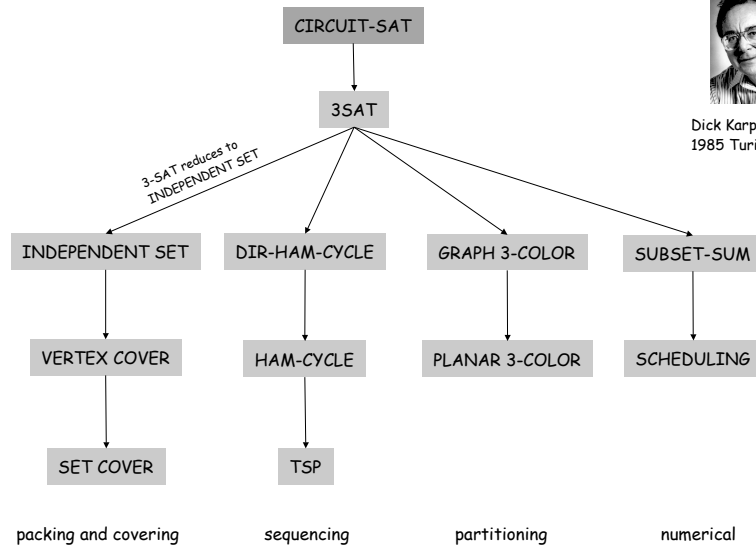 CIRCUIT-SAT
3SAT
Dick Karp
1985 Turi
3-SAT reduces to
INDEPENDENT SET
INDEPENDENT SET
DIR-HAM-CYCLE
GRAPH 3-COLOR
SUBSET-SUM
VERTEX COVER
HAM-CYCLE
PLANAR 3-COLOR
SCHEDULING
SET COVER
TSP
packing and covering
sequencing
partitioning
numerical